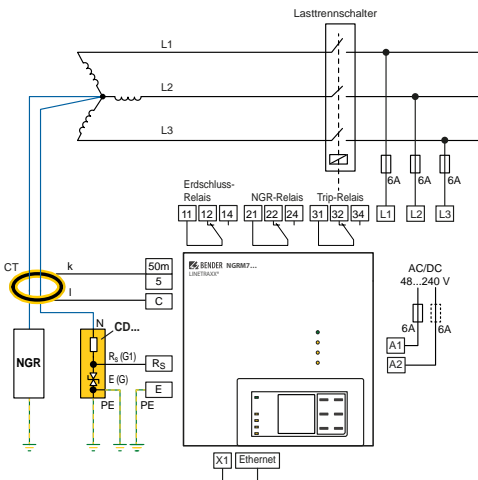 Lasttrennschalter
L1
L2
L3
6A
6A
6A
L1
L2
L3
Erdschluss-
Relais
NGR-Relais
Trip-Relais
11
12
14
21
22
24
31
32
34
CT
k
l
50m
5
C
BENDER NGRM7...
LINETRAXX®
AC/DC
48...240 V
6A
6A
A1
A2
N
CD...
NGR
RS (G1)
RS
E (G)
E
PE
PE
X1
Ethernet